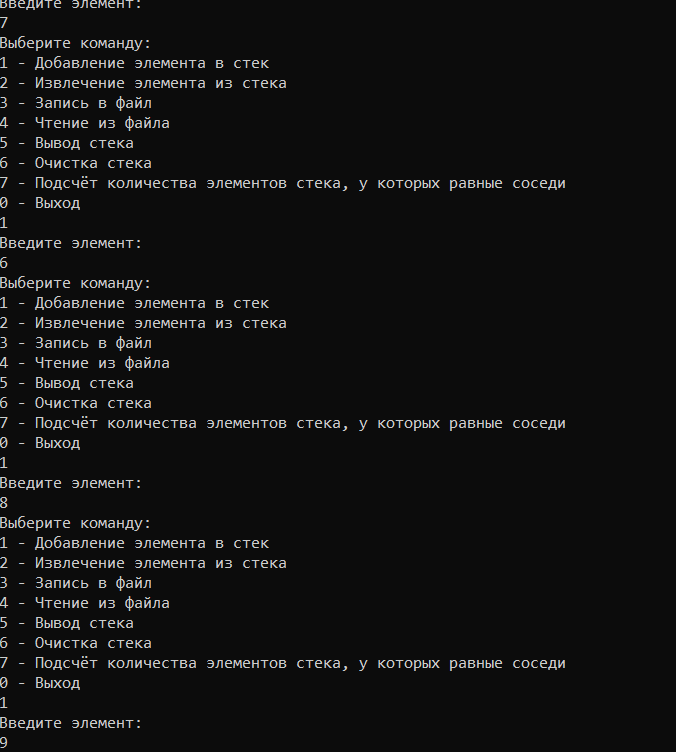 Введите элемент:
7
Выберите команду:
1 - Добавление элемента в стек
2 - Извлечение элемента из стека
3 - Запись в файл
4 - Чтение из файла
5 - Вывод стека
6 - Очистка стека
7 - Подсчёт количества элементов стека, у которых равные соседи
0 - Выход
1
Введите элемент:
6
Выберите команду:
1 - Добавление элемента в стек
2 - Извлечение элемента из стека
3 - Запись в файл
4 - Чтение из файла
5 - Вывод стека
6 - Очистка стека
7 - Подсчёт количества элементов стека, у которых равные соседи
0 - Выход
1
Введите элемент:
8
Выберите команду:
1 - Добавление элемента в стек
2 - Извлечение элемента из стека
3 - Запись в файл
4 - Чтение из файла
5 - Вывод стека
6 - Очистка стека
7 - Подсчёт количества элементов стека, у которых равные соседи
0 - Выход
1
Введите элемент:
9